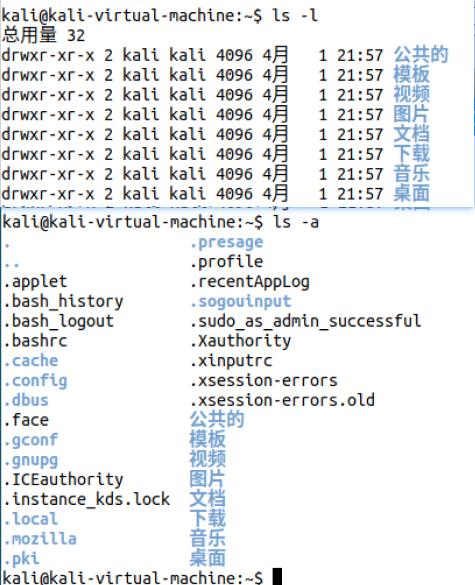 kali@kali-virtual-machine:~$ ls -l
总用量 32
drwxr-xr-x 2 kali kali 4096 4月   1 21:57 公共的
drwxr-xr-x 2 kali kali 4096 4月   1 21:57 模板
drwxr-xr-x 2 kali kali 4096 4月   1 21:57 视频
drwxr-xr-x 2 kali kali 4096 4月   1 21:57 图片
drwxr-xr-x 2 kali kali 4096 4月   1 21:57 文档
drwxr-xr-x 2 kali kali 4096 4月   1 21:57 下载
drwxr-xr-x 2 kali kali 4096 4月   1 21:57 音乐
drwxr-xr-x 2 kali kali 4096 4月   1 21:57 桌面
kali@kali-virtual-machine:~$ ls -a
.                  .presage
..                 .profile
.applet            .recentAppLog
.bash_history      .sogouinput
.bash_logout       .sudo_as_admin_successful
.bashrc            .Xauthority
.cache             .xinputrc
.config            .xsession-errors
.dbus              .xsession-errors.old
.face              公共的
.gconf             模板
.gnupg             视频
.ICEauthority      图片
.instance_kds.lock 文档
.local             下载
.mozilla           音乐
.pki               桌面
kali@kali-virtual-machine:~$